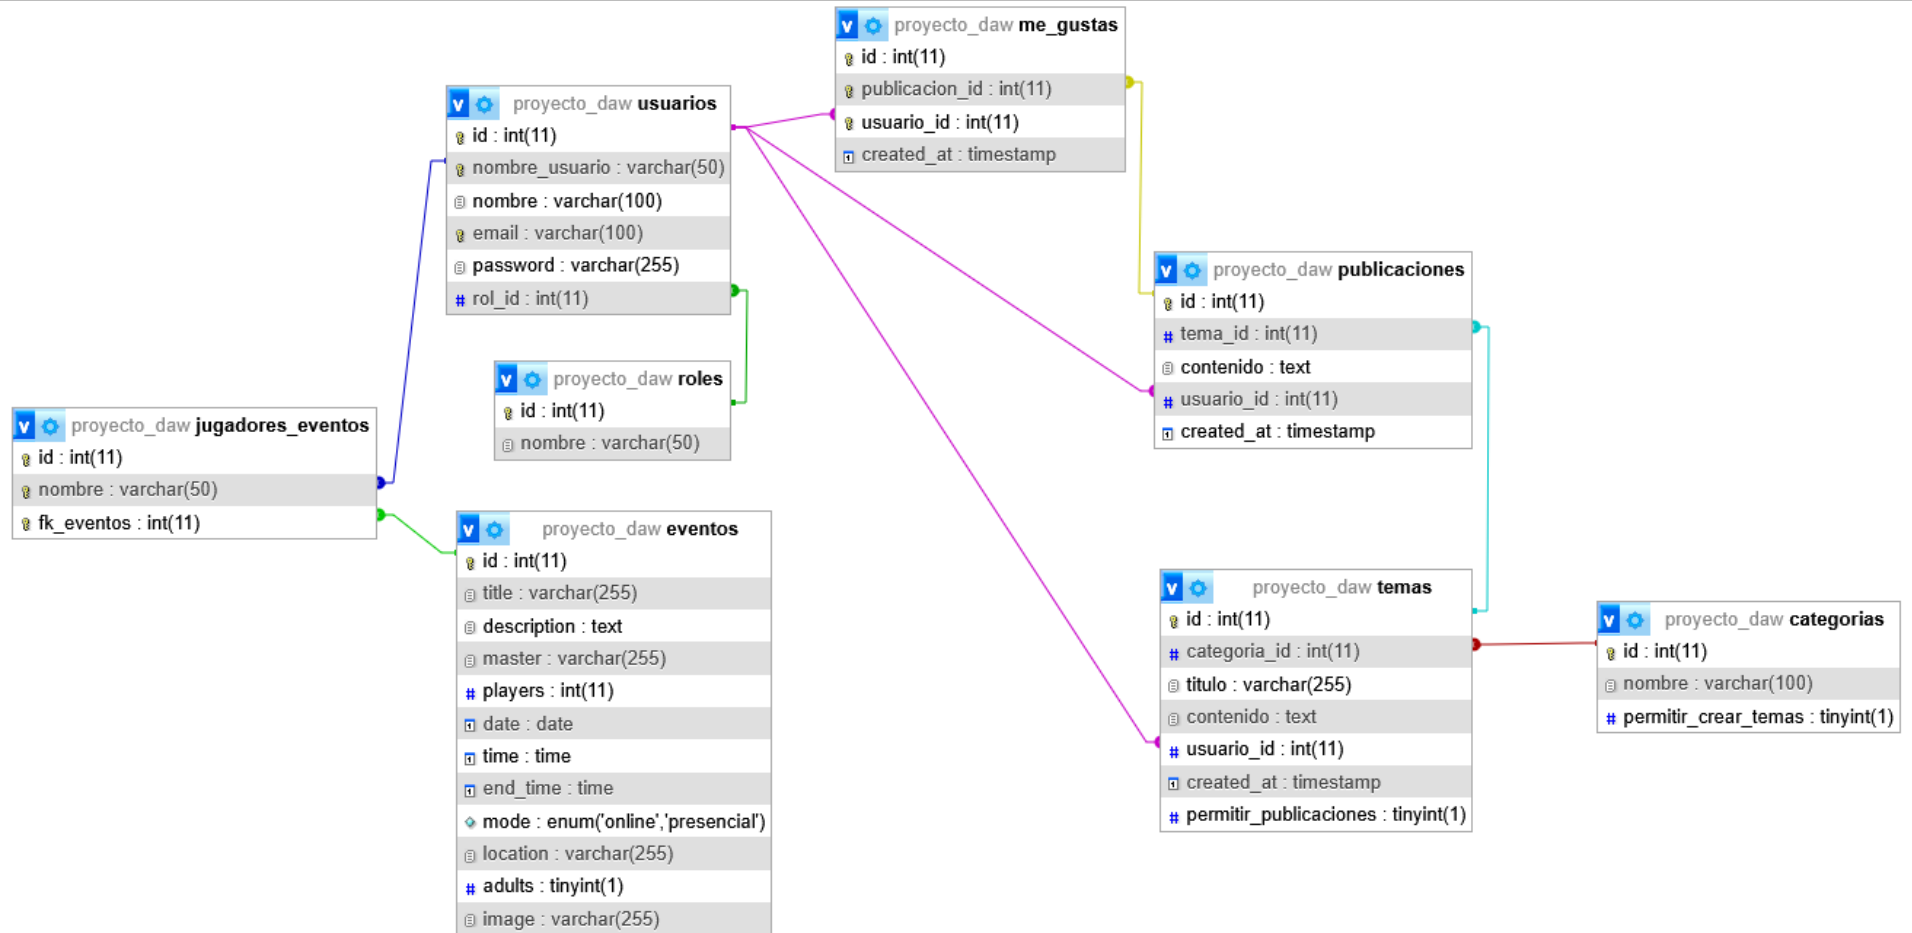 proyecto_daw me_gustas
id : int(11)
publicacion_id : int(11)
usuario_id : int(11)
created_at : timestamp
proyecto_daw usuarios
id : int(11)
nombre_usuario : varchar(50)
nombre : varchar(100)
email : varchar(100)
password : varchar(255)
rol_id : int(11)
proyecto_daw publicaciones
id : int(11)
tema_id : int(11)
contenido : text
usuario_id : int(11)
created_at : timestamp
proyecto_daw roles
id : int(11)
nombre : varchar(50)
proyecto_daw jugadores_eventos
id : int(11)
nombre : varchar(50)
fk_eventos : int(11)
proyecto_daw eventos
id : int(11)
title : varchar(255)
description : text
master : varchar(255)
players : int(11)
date : date
time : time
end_time : time
mode : enum('online','presencial')
location : varchar(255)
adults : tinyint(1)
image : varchar(255)
proyecto_daw temas
id : int(11)
categoria_id : int(11)
titulo : varchar(255)
contenido : text
usuario_id : int(11)
created_at : timestamp
permitir_publicaciones : tinyint(1)
proyecto_daw categorias
id : int(11)
nombre : varchar(100)
permitir_crear_temas : tinyint(1)